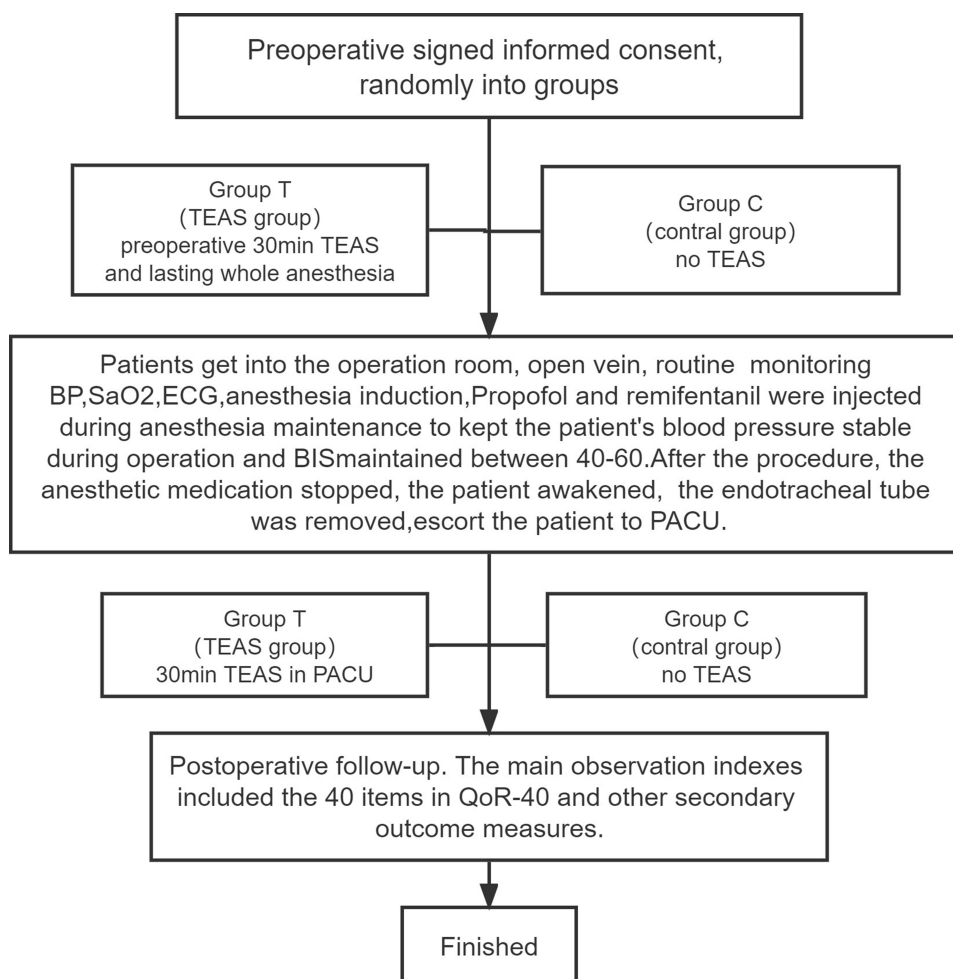 Preoperative signed informed consent,
randomly into groups
Group T
(TEAS group)
preoperative 30min TEAS
and lasting whole anesthesia
Group C
(contral group)
no TEAS
Patients get into the operation room, open vein, routine  monitoring
BP,SaO2,ECG,anesthesia induction,Propofol and remifentanil were injected
during anesthesia maintenance to kept the patient's blood pressure stable
during operation and BISmaintained between 40-60.After the procedure, the
anesthetic medication stopped, the patient awakened,  the endotracheal tube
was removed,escort the patient to PACU.
Group T
(TEAS group)
30min TEAS in PACU
Group C
(contral group)
no TEAS
Postoperative follow-up. The main observation indexes
included the 40 items in QoR-40 and other secondary
outcome measures.
Finished